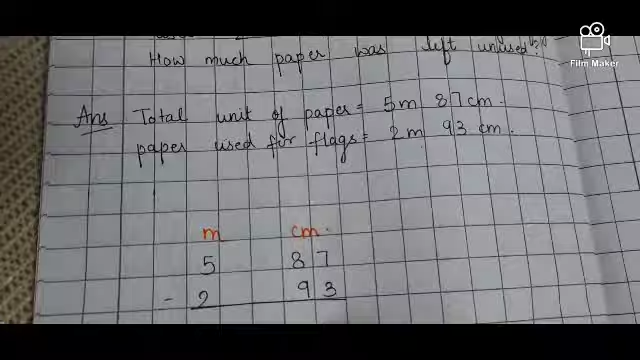 How much paper was left unused?
Film Maker
Ans Total unit of paper= 5m 87cm.
paper used for flags= 2m 93 cm.
m cm.
5 87
- 2 93